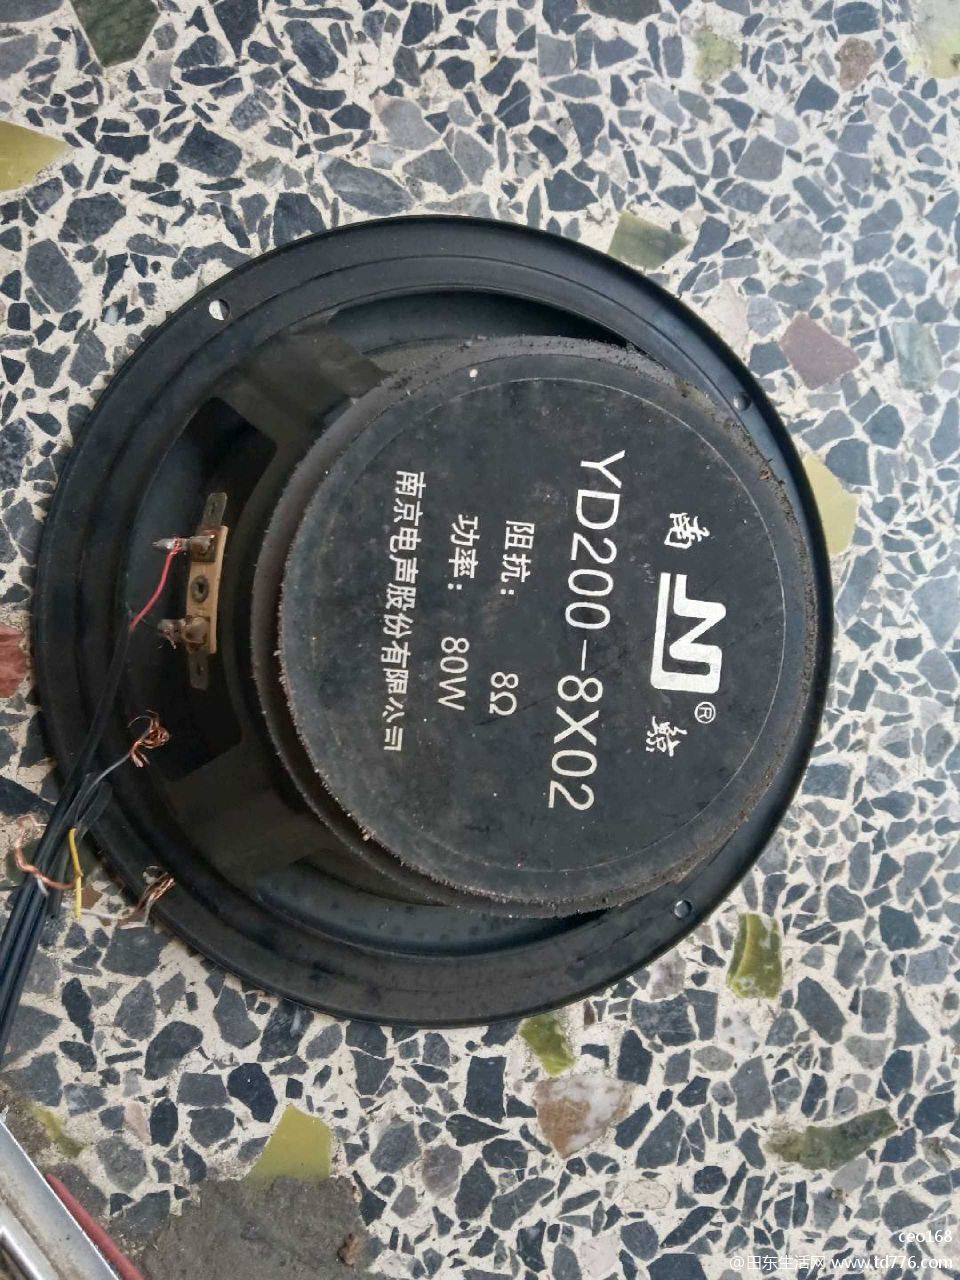 南鲸
®
YD200-8X02
阻抗: 8Ω
功率: 80W
南京电声股份有限公司
ceo168
@田东生活网 www.td776.com